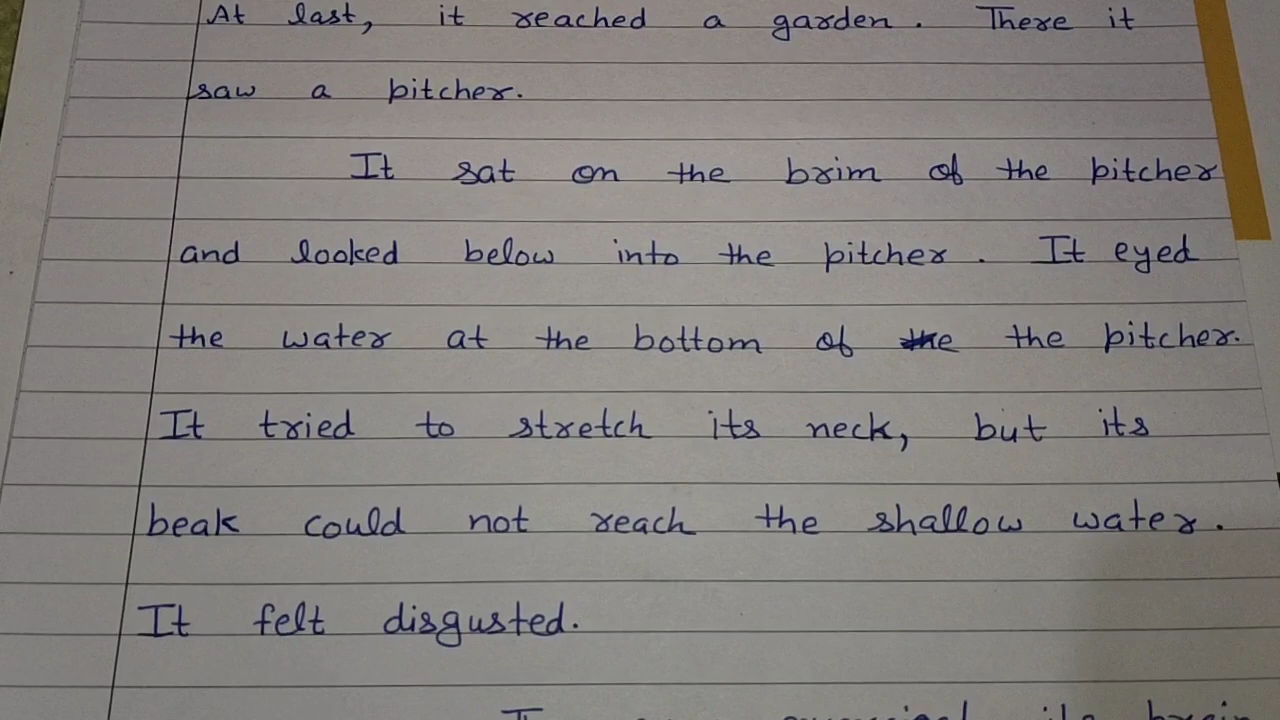 At last, it reached a garden. There it
saw a pitcher.
It sat on the brim of the pitcher
and looked below into the pitcher. It eyed
the water at the bottom of the the pitcher.
It tried to stretch its neck, but its
beak could not reach the shallow water.
It felt disgusted.